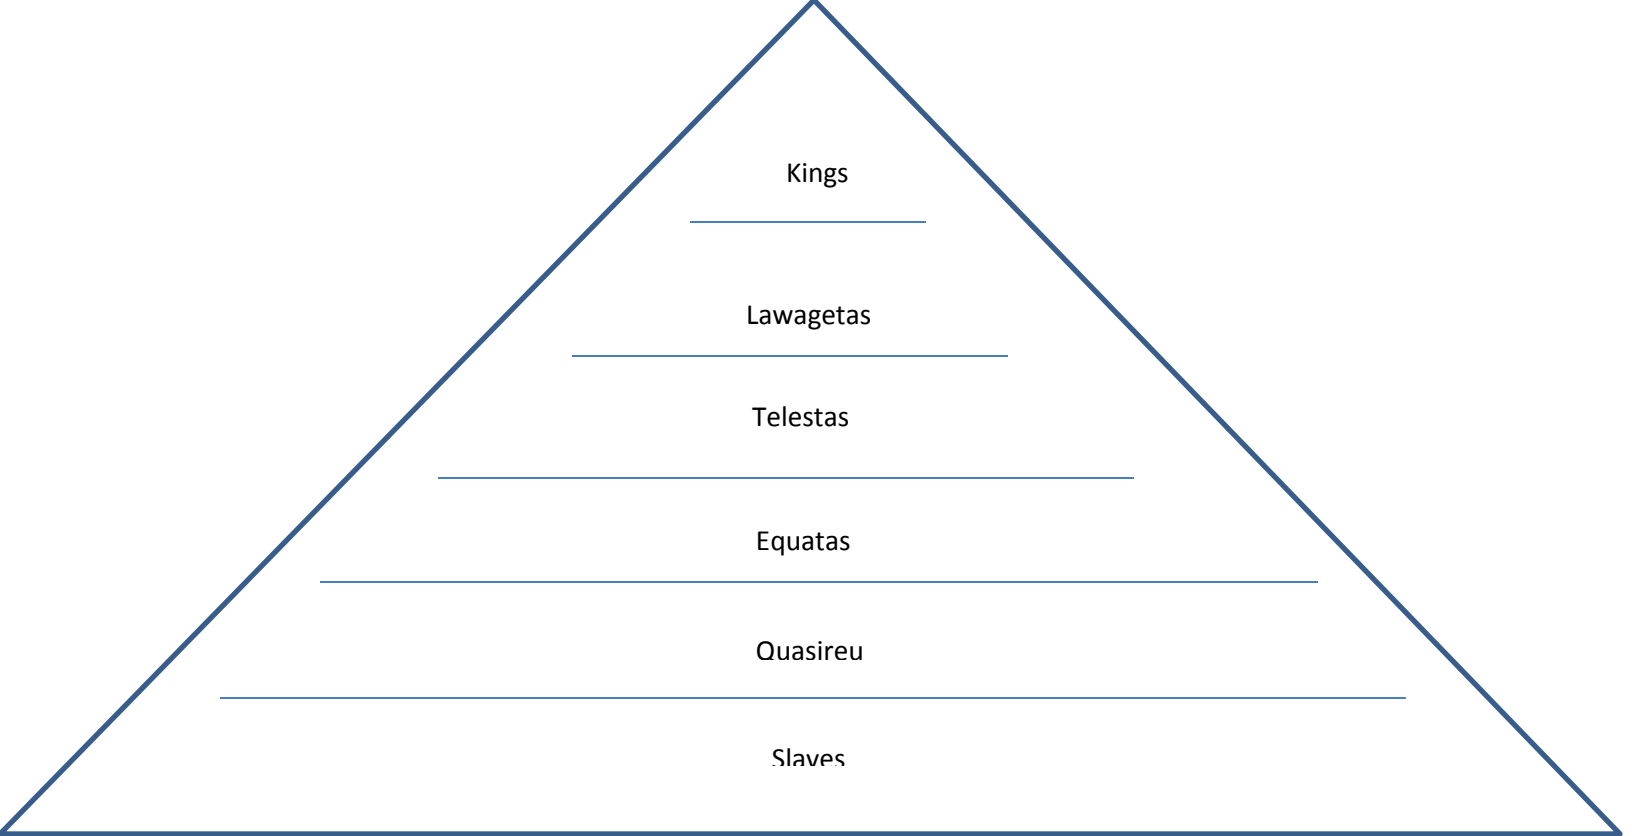 Kings
Lawagetas
Telestas
Equatas
Quasireu
Slaves